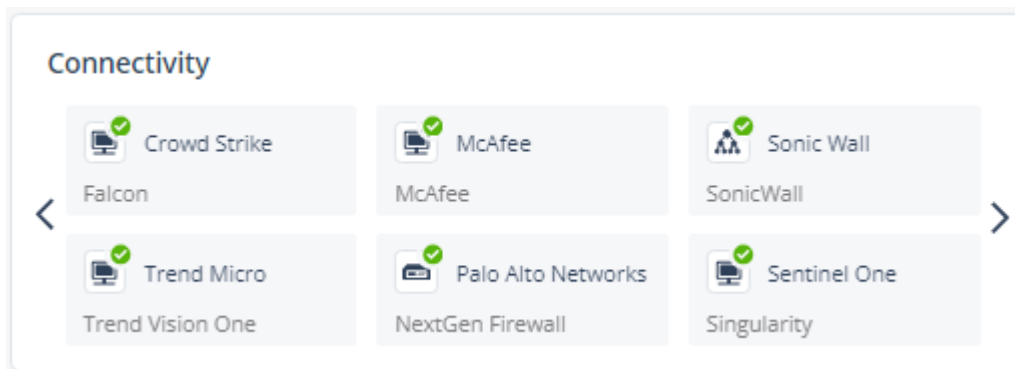 Connectivity
Crowd Strike
Falcon
McAfee
McAfee
Sonic Wall
SonicWall
Trend Micro
Trend Vision One
Palo Alto Networks
NextGen Firewall
Sentinel One
Singularity